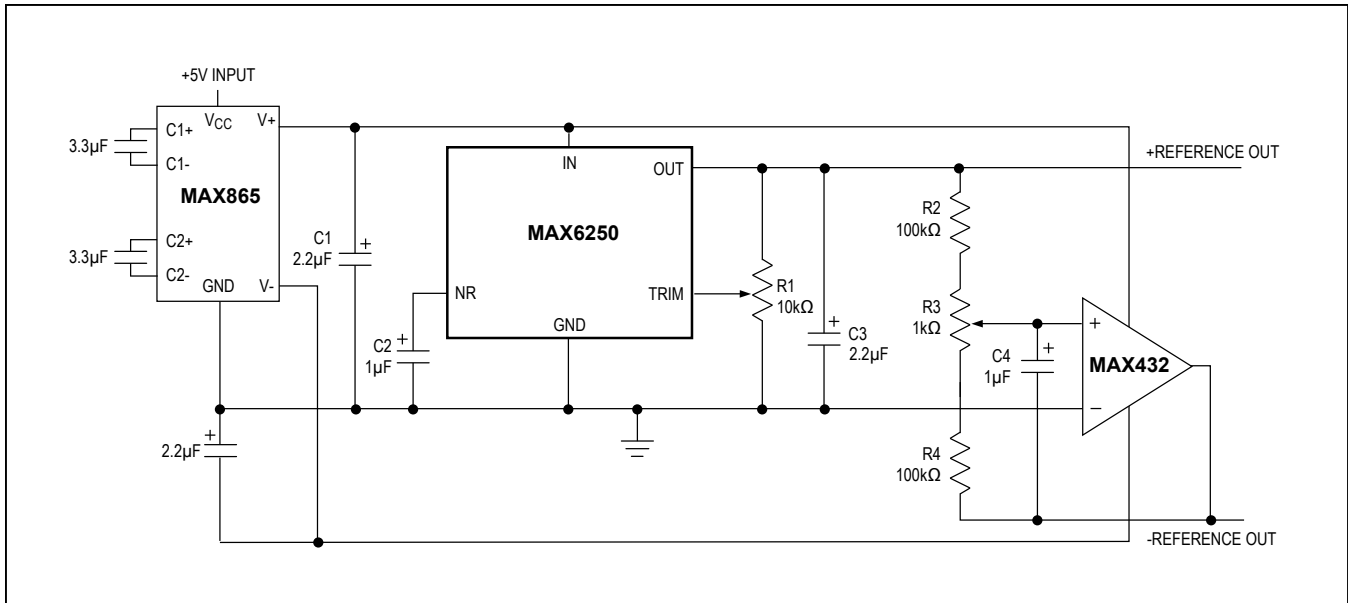 +5V INPUT
VCC
V+
C1+
C1-
3.3µF
MAX865
C2+
C2-
3.3µF
GND
V-
C1
2.2µF
+
IN
OUT
MAX6250
NR
TRIM
GND
C2
1µF
+
R1
10kΩ
+
C3
2.2µF
+REFERENCE OUT
R2
100kΩ
R3
1kΩ
+
C4
1µF
+
-
MAX432
R4
100kΩ
+
2.2µF
-REFERENCE OUT